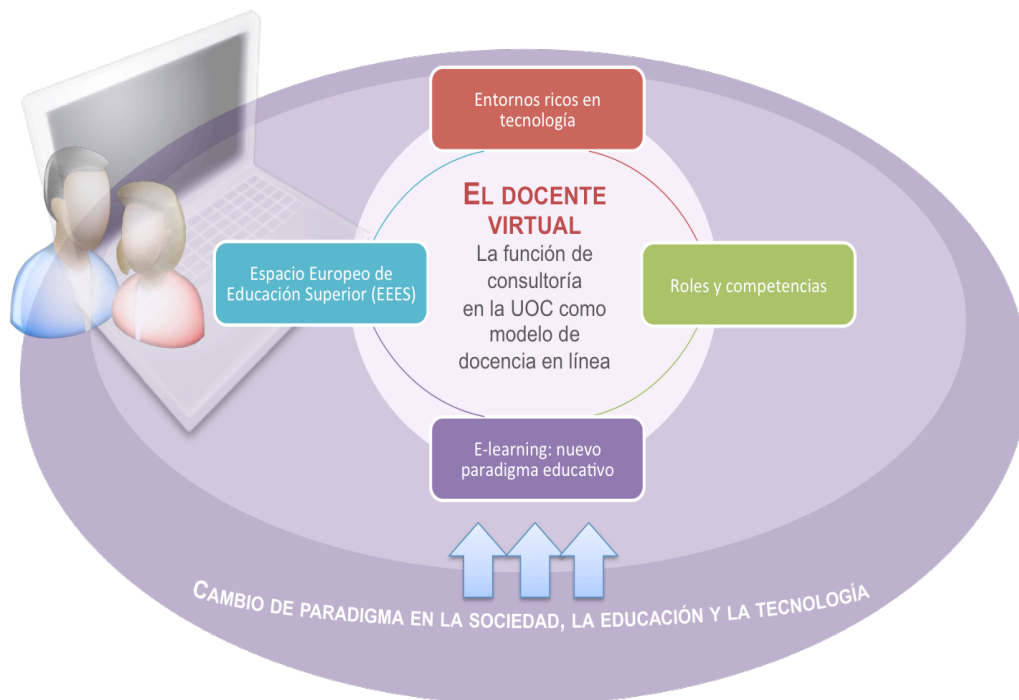 Entornos ricos en
tecnología
EL DOCENTE
VIRTUAL
La función de
consultoría
en la UOC como
modelo de
docencia en línea
Espacio Europeo de
Educación Superior (EEES)
Roles y competencias
E-learning: nuevo
paradigma educativo
CAMBIO DE PARADIGMA EN LA SOCIEDAD, LA EDUCACIÓN Y LA TECNOLOGÍA